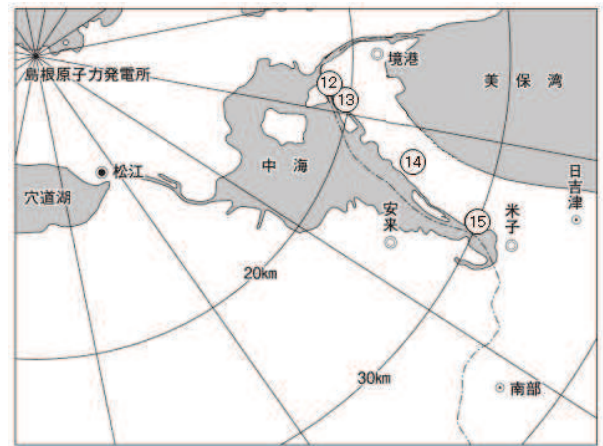 島根原子力発電所
境港
美保湾
⑫
⑬
⑭
中海
日吉津
松江
宍道湖
安来
⑮
米子
20km
30km
南部